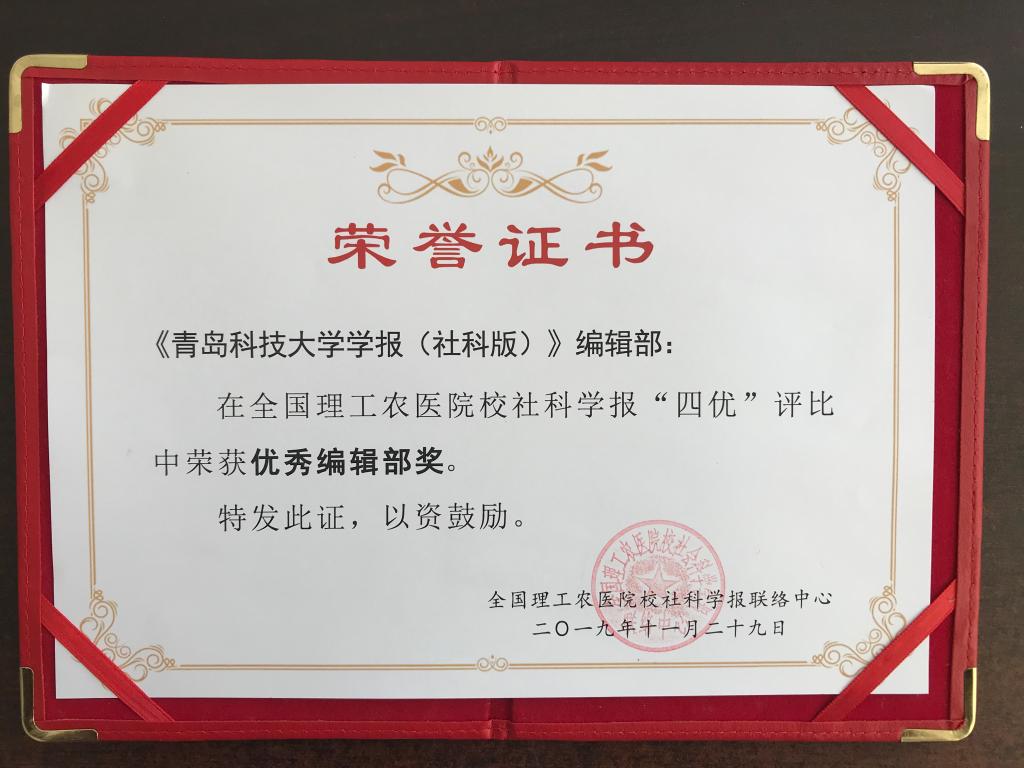 荣誉证书
《青岛科技大学学报（社科版）》编辑部：
在全国理工农医院校社科学报“四优”评比
中荣获优秀编辑部奖。
特发此证，以资鼓励。
全国理工农医院校社科学报联络中心
二〇一九年十一月二十九日